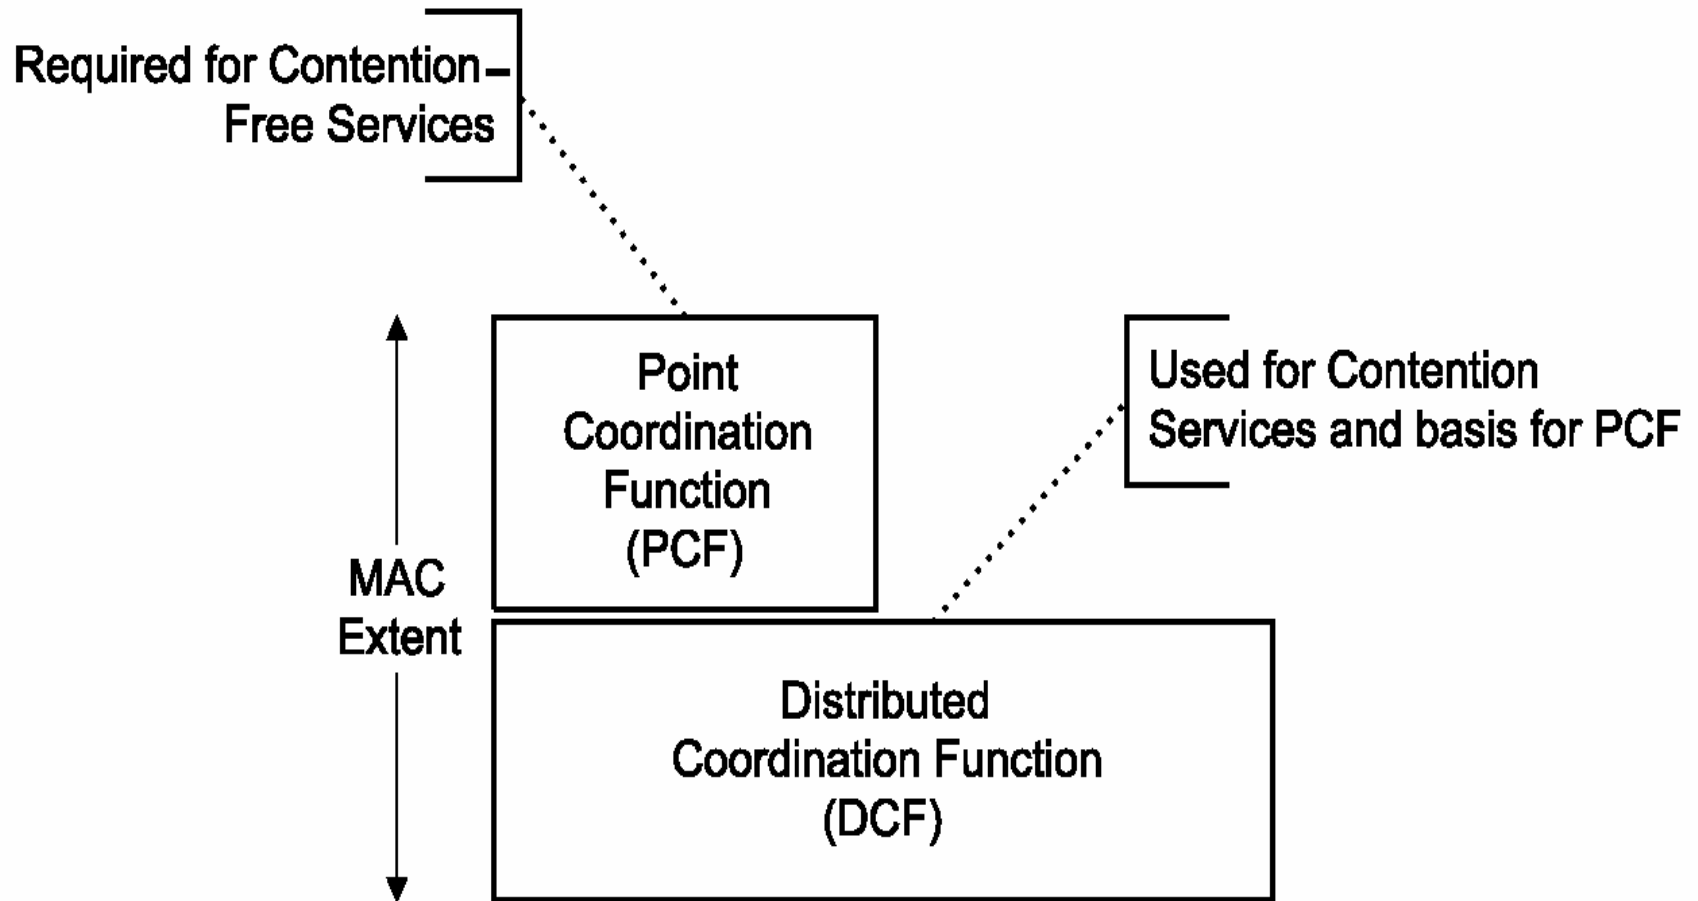 Required for Contention–
Free Services
Point
Coordination
Function
(PCF)
Used for Contention
Services and basis for PCF
MAC
Extent
Distributed
Coordination Function
(DCF)